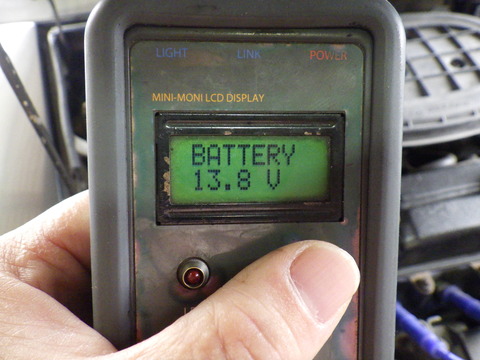 LIGHT LINK POWER
MINI-MONI LCD DISPLAY
BATTERY
13.8 V